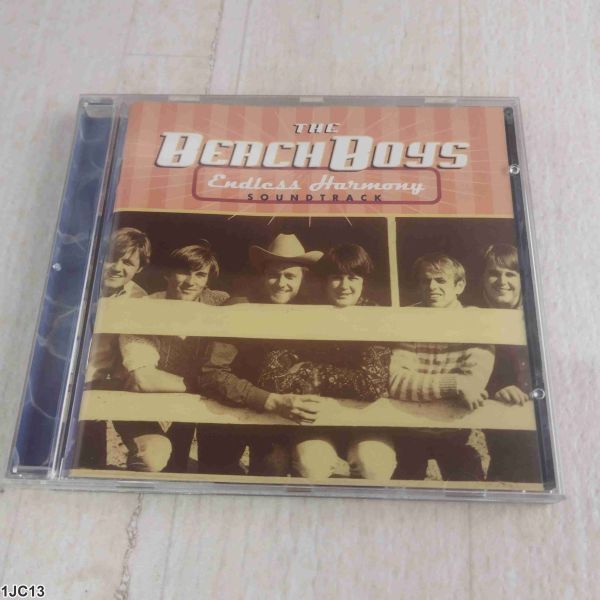 THE
BEACH BOYS
Endless Harmony
SOUNDTRACK
1JC13